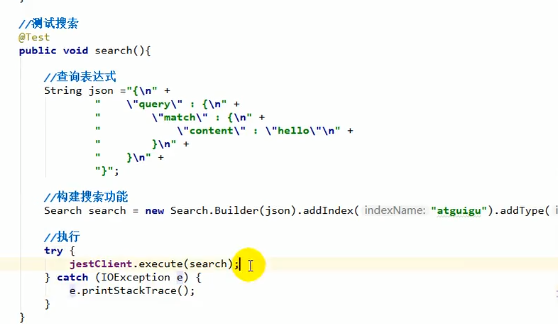 //测试搜索
@Test
public void search(){
//查询表达式
String json ="{\n" +
"    \"query\" : {\n" +
"        \"match\" : {\n" +
"            \"content\" : \"hello\"\n" +
"        }\n" +
"    }\n" +
"}";
//构建搜索功能
Search search = new Search.Builder(json).addIndex( indexName: "atguigu").addType(
//执行
try {
jestClient.execute(search);
} catch (IOException e) {
e.printStackTrace();
}
}